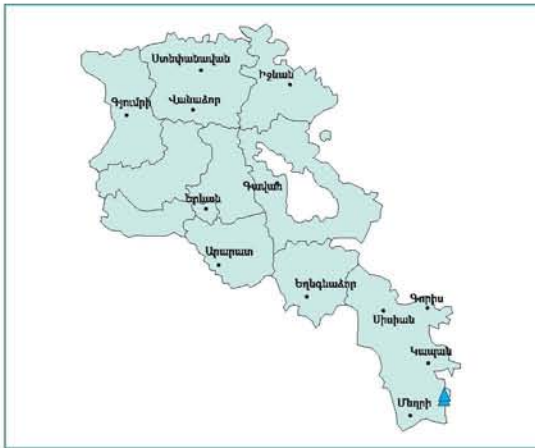 Ստեփանավան
Իջևան
Գյումրի
Վանաձոր
Գավառ
Երևան
Արարատ
Եղեգնաձոր
Գորիս
Սիսիան
Կապան
Մեղրի